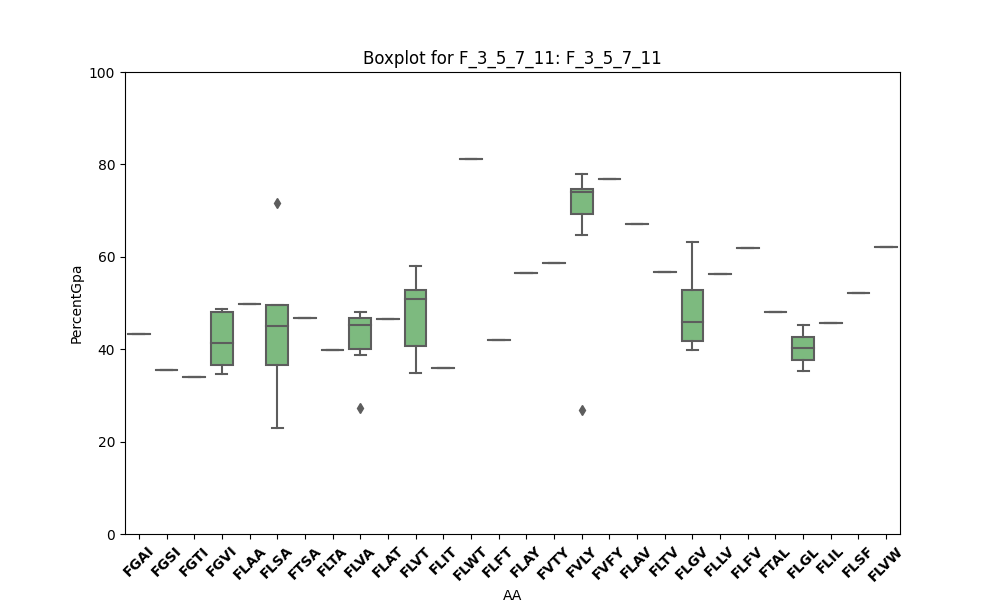 Boxplot for F_3_5_7_11: F_3_5_7_11
100
80
60
40
20
0
PercentGpa
FGAI FGSI FGTI FGVI FLAA FLSA FTSA FLTA FLVA FLAT FLVT FLIT FLWT FLFT FLAY FVTY FVLY FVFY FLAV FLTV FLGV FLLV FLFV FTAL FLGL FLIL FLSF FLVW
AA